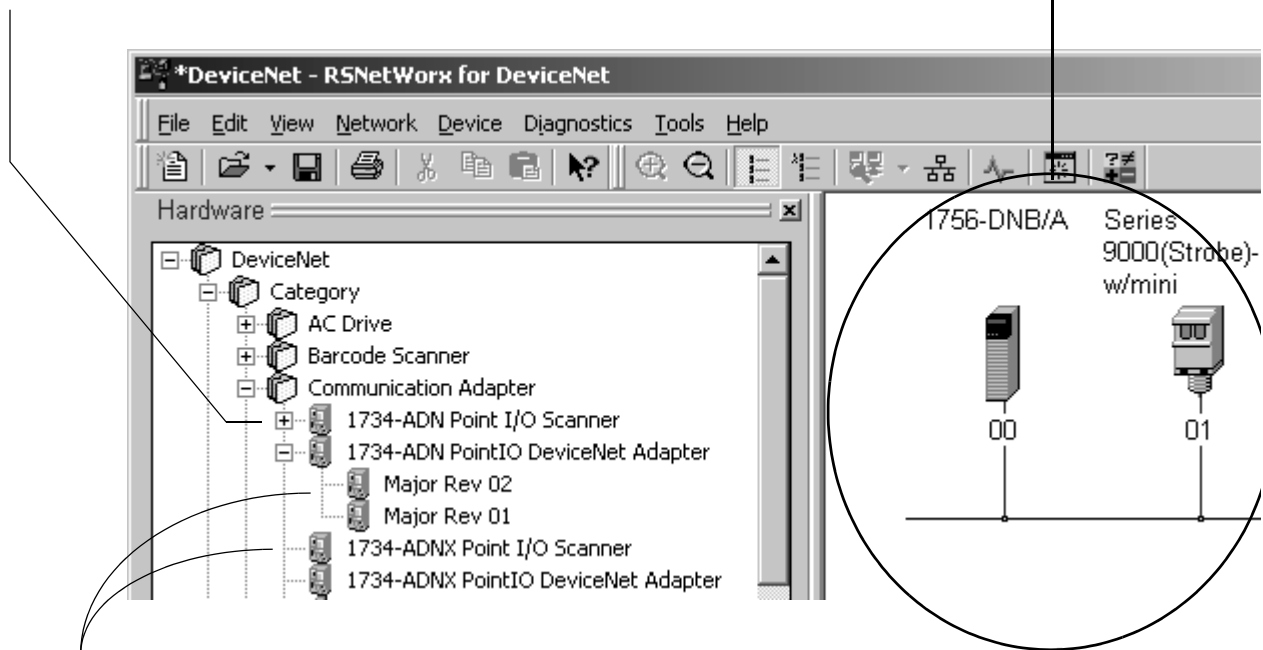 *DeviceNet - RSNetWorx for DeviceNet
File Edit View Network Device Diagnostics Tools Help
Hardware
DeviceNet
Category
AC Drive
Barcode Scanner
Communication Adapter
1734-ADN Point I/O Scanner
1734-ADN PointIO DeviceNet Adapter
Major Rev 02
Major Rev 01
1734-ADNX Point I/O Scanner
1734-ADNX PointIO DeviceNet Adapter
1756-DNB/A
Series
9000(Strobe)-
w/mini
00
01